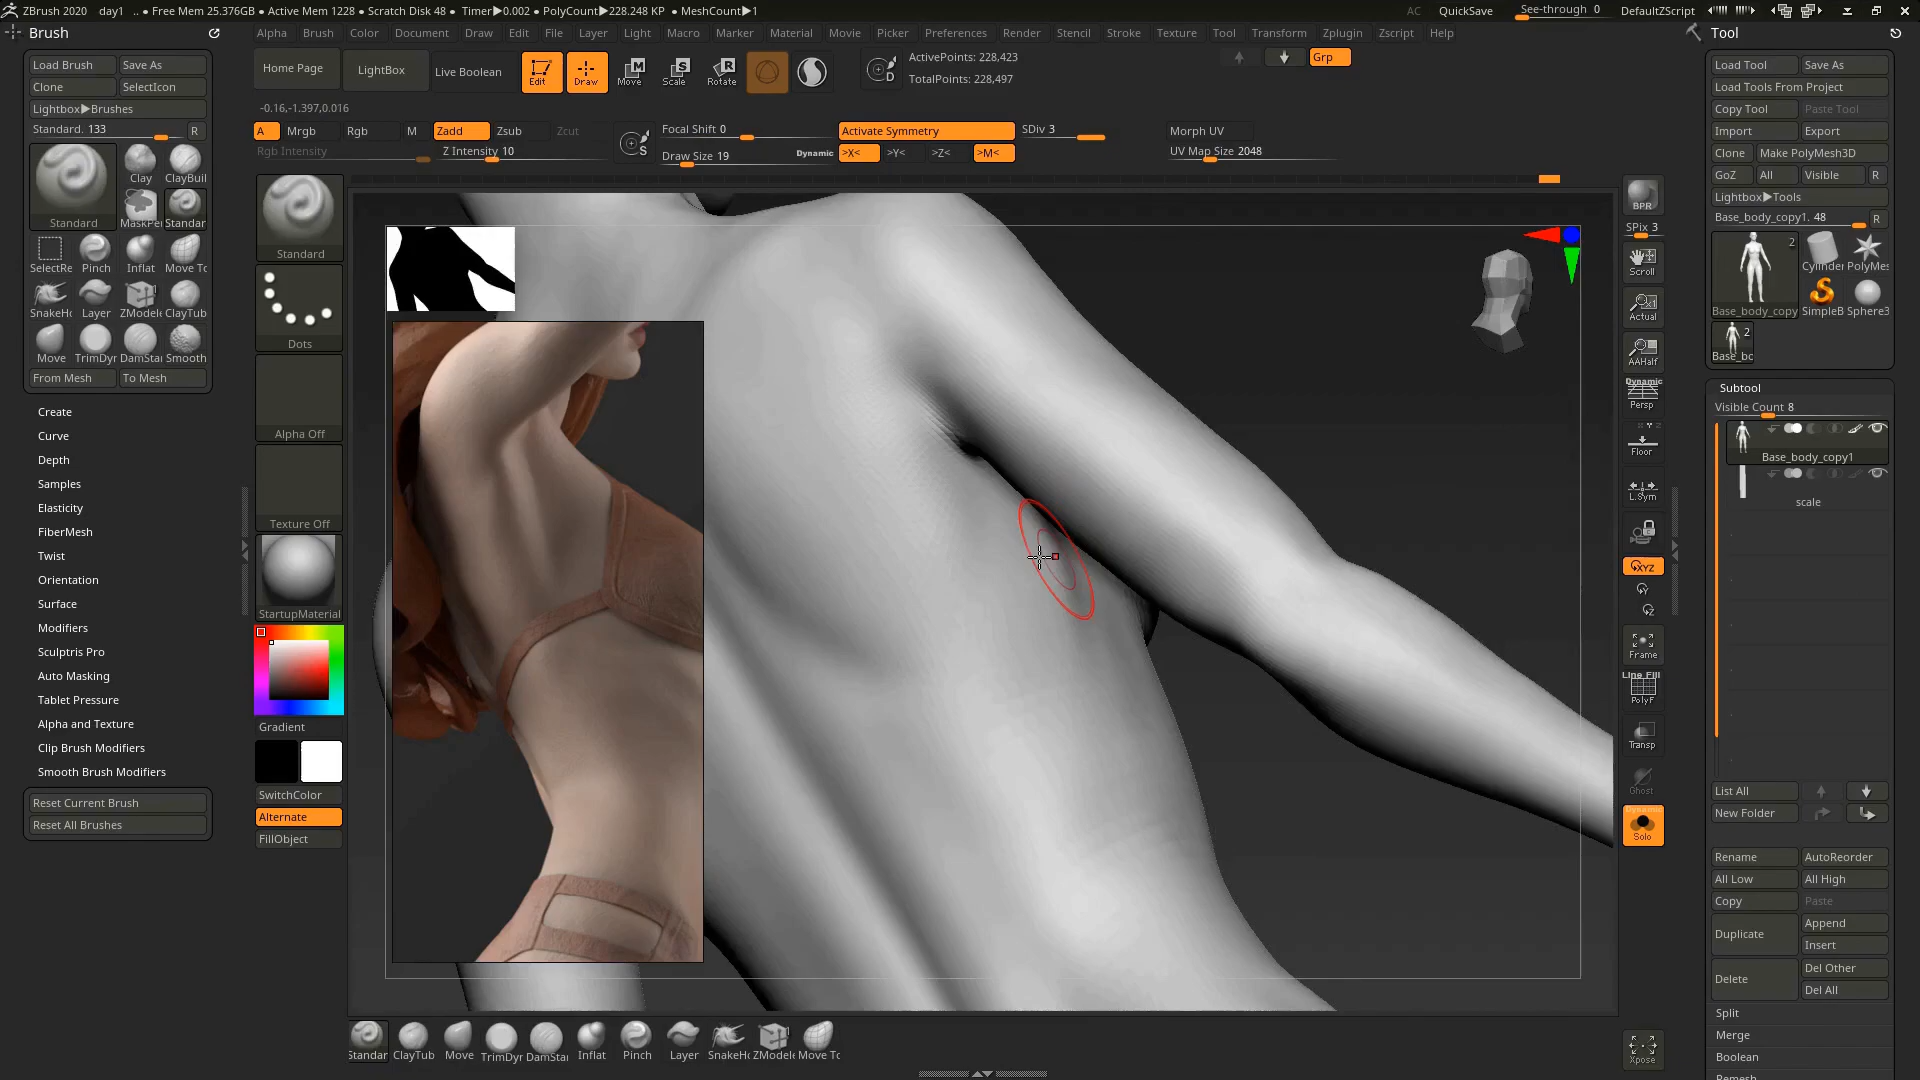 ZBrush 2020 day1 .. • Free Mem 25.376GB • Active Mem 1228 • Scratch Disk 48 • Timer▶0.002 • PolyCount▶228.248 KP • MeshCount▶1
AC QuickSave See-through 0 DefaultZScript
Brush
Alpha Brush Color Document Draw Edit File Layer Light Macro Marker Material Movie Picker Preferences Render Stencil Stroke Texture Tool Transform Zplugin Zscript Help
Tool
Load Brush Save As
Clone SelectIcon
Lightbox▶Brushes
Standard. 133 R
Standard
Clay ClayBuil
MaskPe Standar
SelectRe Pinch Inflat Move To
SnakeHo Layer ZModele ClayTub
Move TrimDyn DamStan Smooth
From Mesh To Mesh
Create
Curve
Depth
Samples
Elasticity
FiberMesh
Twist
Orientation
Surface
Modifiers
Sculptris Pro
Auto Masking
Tablet Pressure
Alpha and Texture
Clip Brush Modifiers
Smooth Brush Modifiers
Reset Current Brush
Reset All Brushes
Home Page LightBox Live Boolean Edit Draw Move Scale Rotate
ActivePoints: 228,423
TotalPoints: 228,497
Grp
-0.16,-1.397,0.016
A Mrgb Rgb M Zadd Zsub Zcut
Rgb Intensity Z Intensity 10
Focal Shift 0
Draw Size 19 Dynamic
Activate Symmetry
>X< >Y< >Z< >M<
SDiv 3
Morph UV
UV Map Size 2048
Standard
Dots
Alpha Off
Texture Off
StartupMaterial
Gradient
SwitchColor
Alternate
FillObject
BPR
SPix 3
Scroll
Actual
AAHalf
Dynamic
Persp
Floor
L.Sym
XYZ
Frame
Line Fill
PolyF
Transp
Ghost
Dynamic
Solo
Xpose
Standar ClayTub Move TrimDyn DamStan Inflat Pinch Layer SnakeHo ZModele Move To
Load Tool Save As
Load Tools From Project
Copy Tool Paste Tool
Import Export
Clone Make PolyMesh3D
GoZ All Visible R
Lightbox▶Tools
Base_body_copy1. 48 R
2
Base_body_copy
Cylinder PolyMes
SimpleB Sphere3
2
Base_bo
Subtool
Visible Count 8
Base_body_copy1
scale
List All
New Folder
Rename AutoReorder
All Low All High
Copy Paste
Duplicate Append
Insert
Delete Del Other
Del All
Split
Merge
Boolean
Remesh